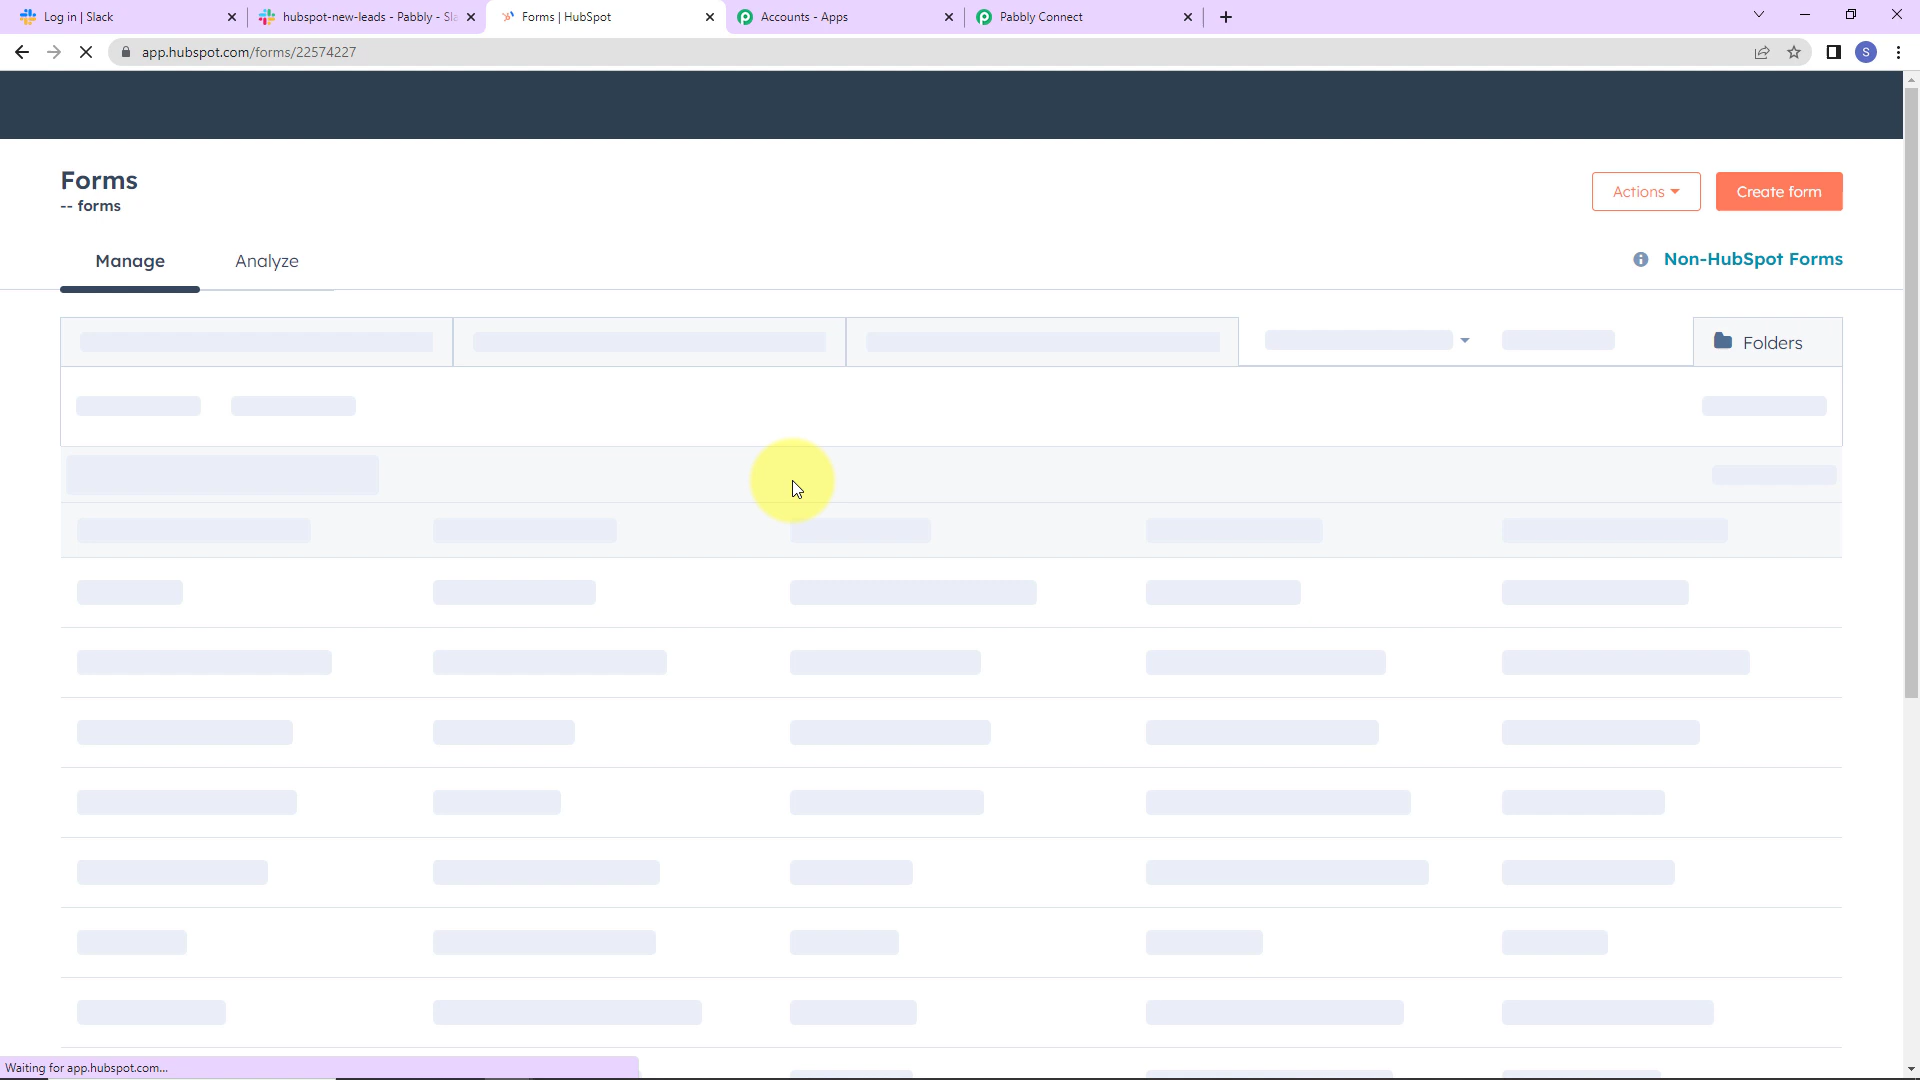 Log in | Slack
hubspot-new-leads - Pabbly - Sla
Forms | HubSpot
Accounts - Apps
Pabbly Connect
app.hubspot.com/forms/22574227
S
Forms
-- forms
Actions
Create form
Manage
Analyze
Non-HubSpot Forms
Folders
Waiting for app.hubspot.com...